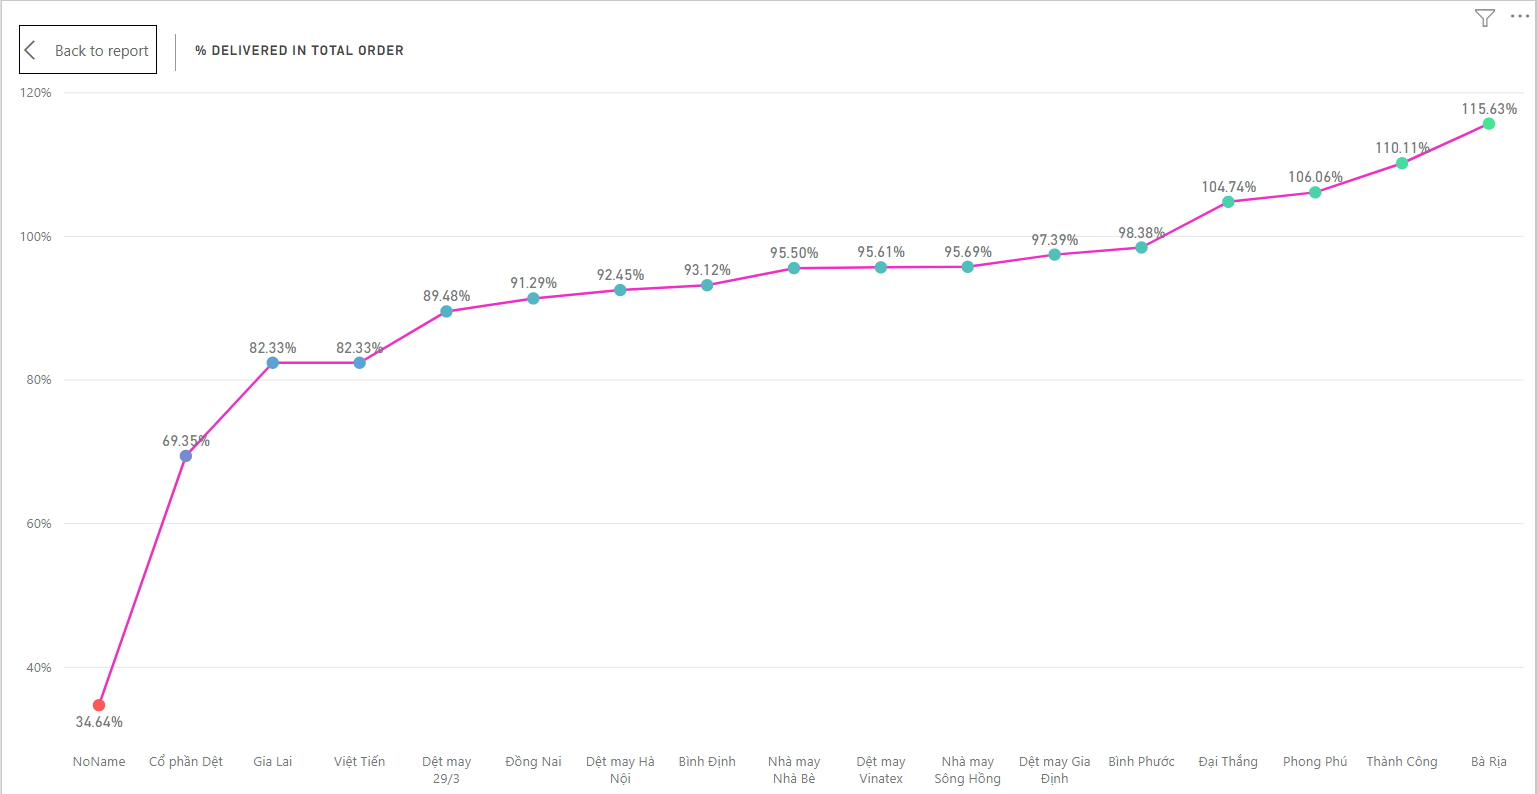 Back to report
% DELIVERED IN TOTAL ORDER
120%
100%
80%
60%
40%
34.64%
69.35%
82.33%
82.33%
89.48%
91.29%
92.45%
93.12%
95.50%
95.61%
95.69%
97.39%
98.38%
104.74%
106.06%
110.11%
115.63%
NoName
Cổ phần Dệt
Gia Lai
Việt Tiến
Dệt may
29/3
Đồng Nai
Dệt may Hà
Nội
Bình Định
Nhà may
Nhà Bè
Dệt may
Vinatex
Nhà may
Sông Hồng
Dệt may Gia
Định
Bình Phước
Đại Thắng
Phong Phú
Thành Công
Bà Rịa